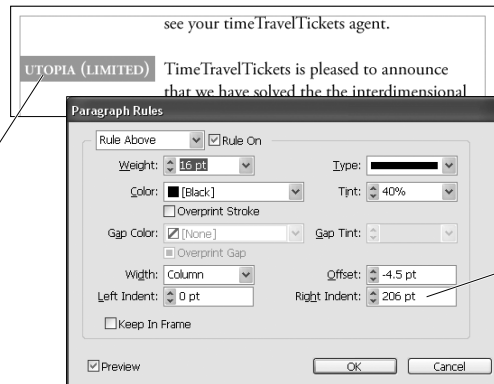 see your timeTravelTickets agent.
UTOPIA (LIMITED) TimeTravelTickets is pleased to announce
that we have solved the the interdimensional
Paragraph Rules
Rule Above Rule On
Weight: 16 pt Type:
Color: [Black] Tint: 40%
Overprint Stroke
Gap Color: [None] Gap Tint:
Overprint Gap
Width: Column Offset: -4.5 pt
Left Indent: 0 pt Right Indent: 206 pt
Keep In Frame
Preview OK Cancel